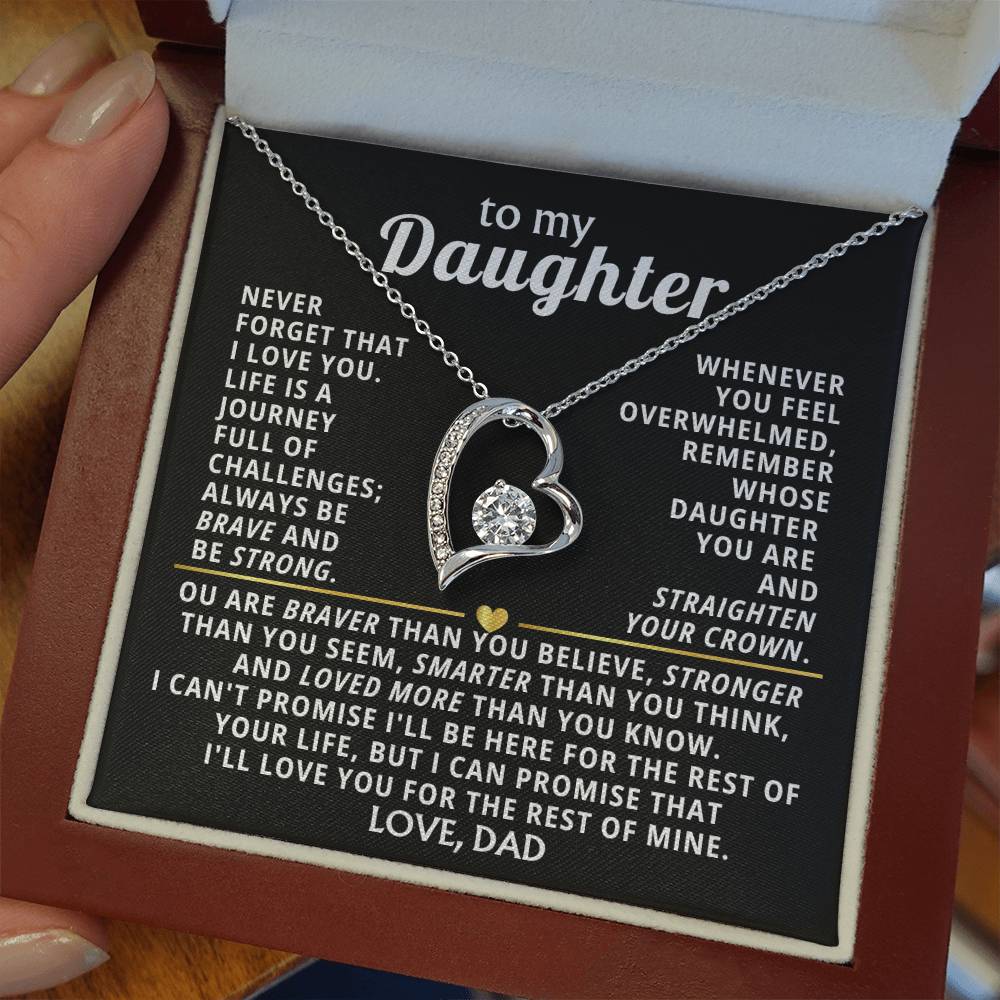 to my
Daughter
NEVER
FORGET THAT
I LOVE YOU.
LIFE IS A
JOURNEY
FULL OF
CHALLENGES;
ALWAYS BE
BRAVE AND
BE STRONG.
WHENEVER
YOU FEEL
OVERWHELMED,
REMEMBER
WHOSE
DAUGHTER
YOU ARE
AND
STRAIGHTEN
YOUR CROWN.
OU ARE BRAVER THAN YOU BELIEVE, STRONGER
THAN YOU SEEM, SMARTER THAN YOU THINK,
AND LOVED MORE THAN YOU KNOW.
I CAN'T PROMISE I'LL BE HERE FOR THE REST OF
YOUR LIFE, BUT I CAN PROMISE THAT
I'LL LOVE YOU FOR THE REST OF MINE.
LOVE, DAD